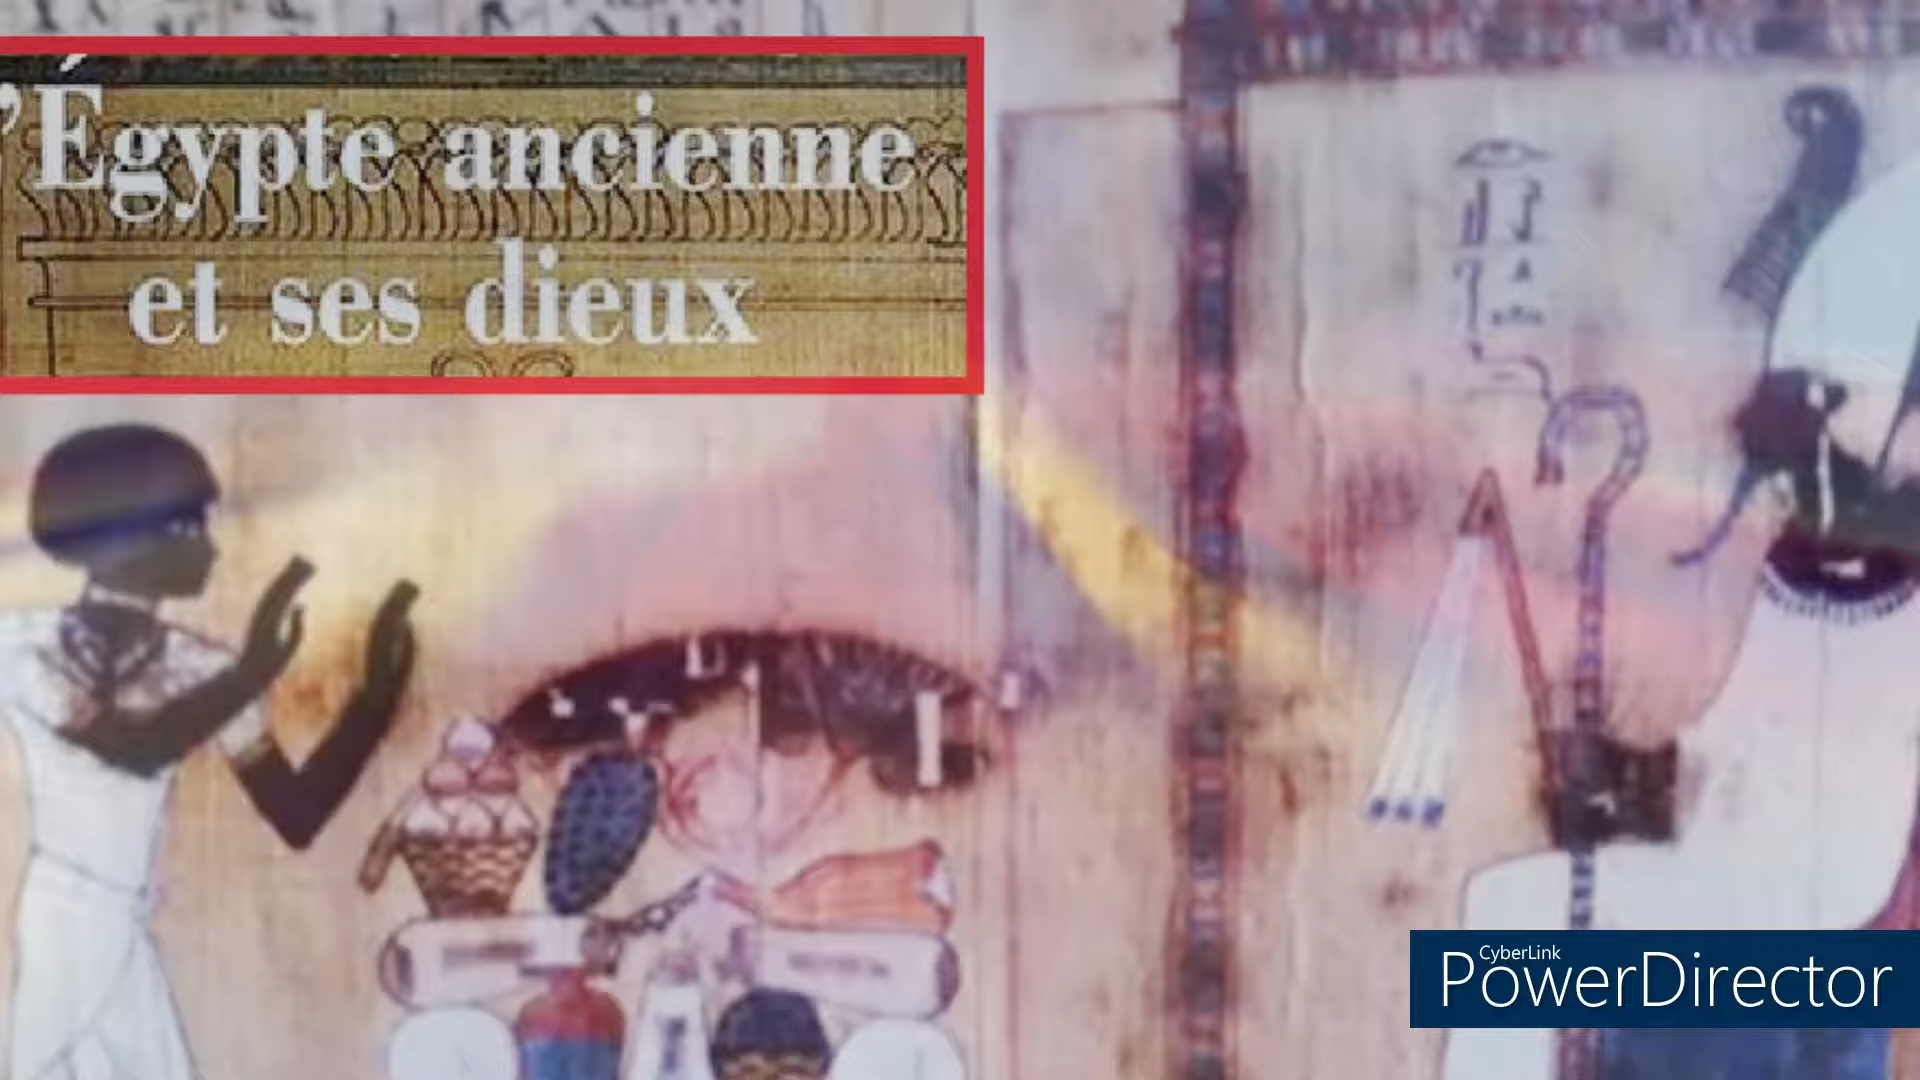 ’Égypte ancienne
et ses dieux
CyberLink
PowerDirector